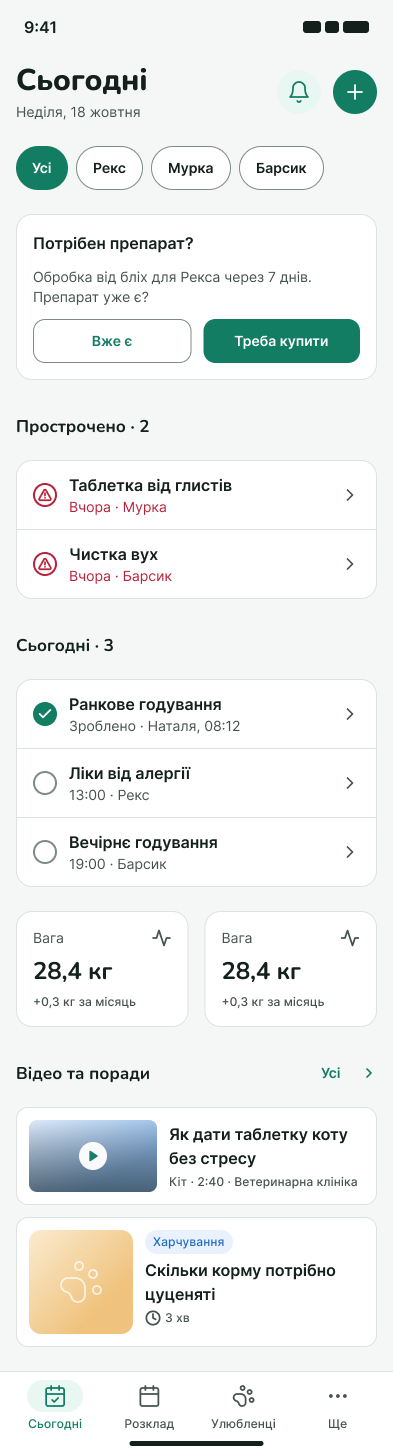 9:41
Сьогодні
Неділя, 18 жовтня
Усі
Рекс
Мурка
Барсик
Потрібен препарат?
Обробка від бліх для Рекса через 7 днів.
Препарат уже є?
Вже є
Треба купити
Прострочено · 2
Таблетка від глистів
Вчора · Мурка
Чистка вух
Вчора · Барсик
Сьогодні · 3
Ранкове годування
Зроблено · Наталя, 08:12
Ліки від алергії
13:00 · Рекс
Вечірнє годування
19:00 · Барсик
Вага
28,4 кг
+0,3 кг за місяць
Вага
28,4 кг
+0,3 кг за місяць
Відео та поради
Усі
Як дати таблетку коту
без стресу
Кіт · 2:40 · Ветеринарна клініка
Харчування
Скільки корму потрібно
цуценяті
3 хв
Сьогодні
Розклад
Улюбленці
Ще